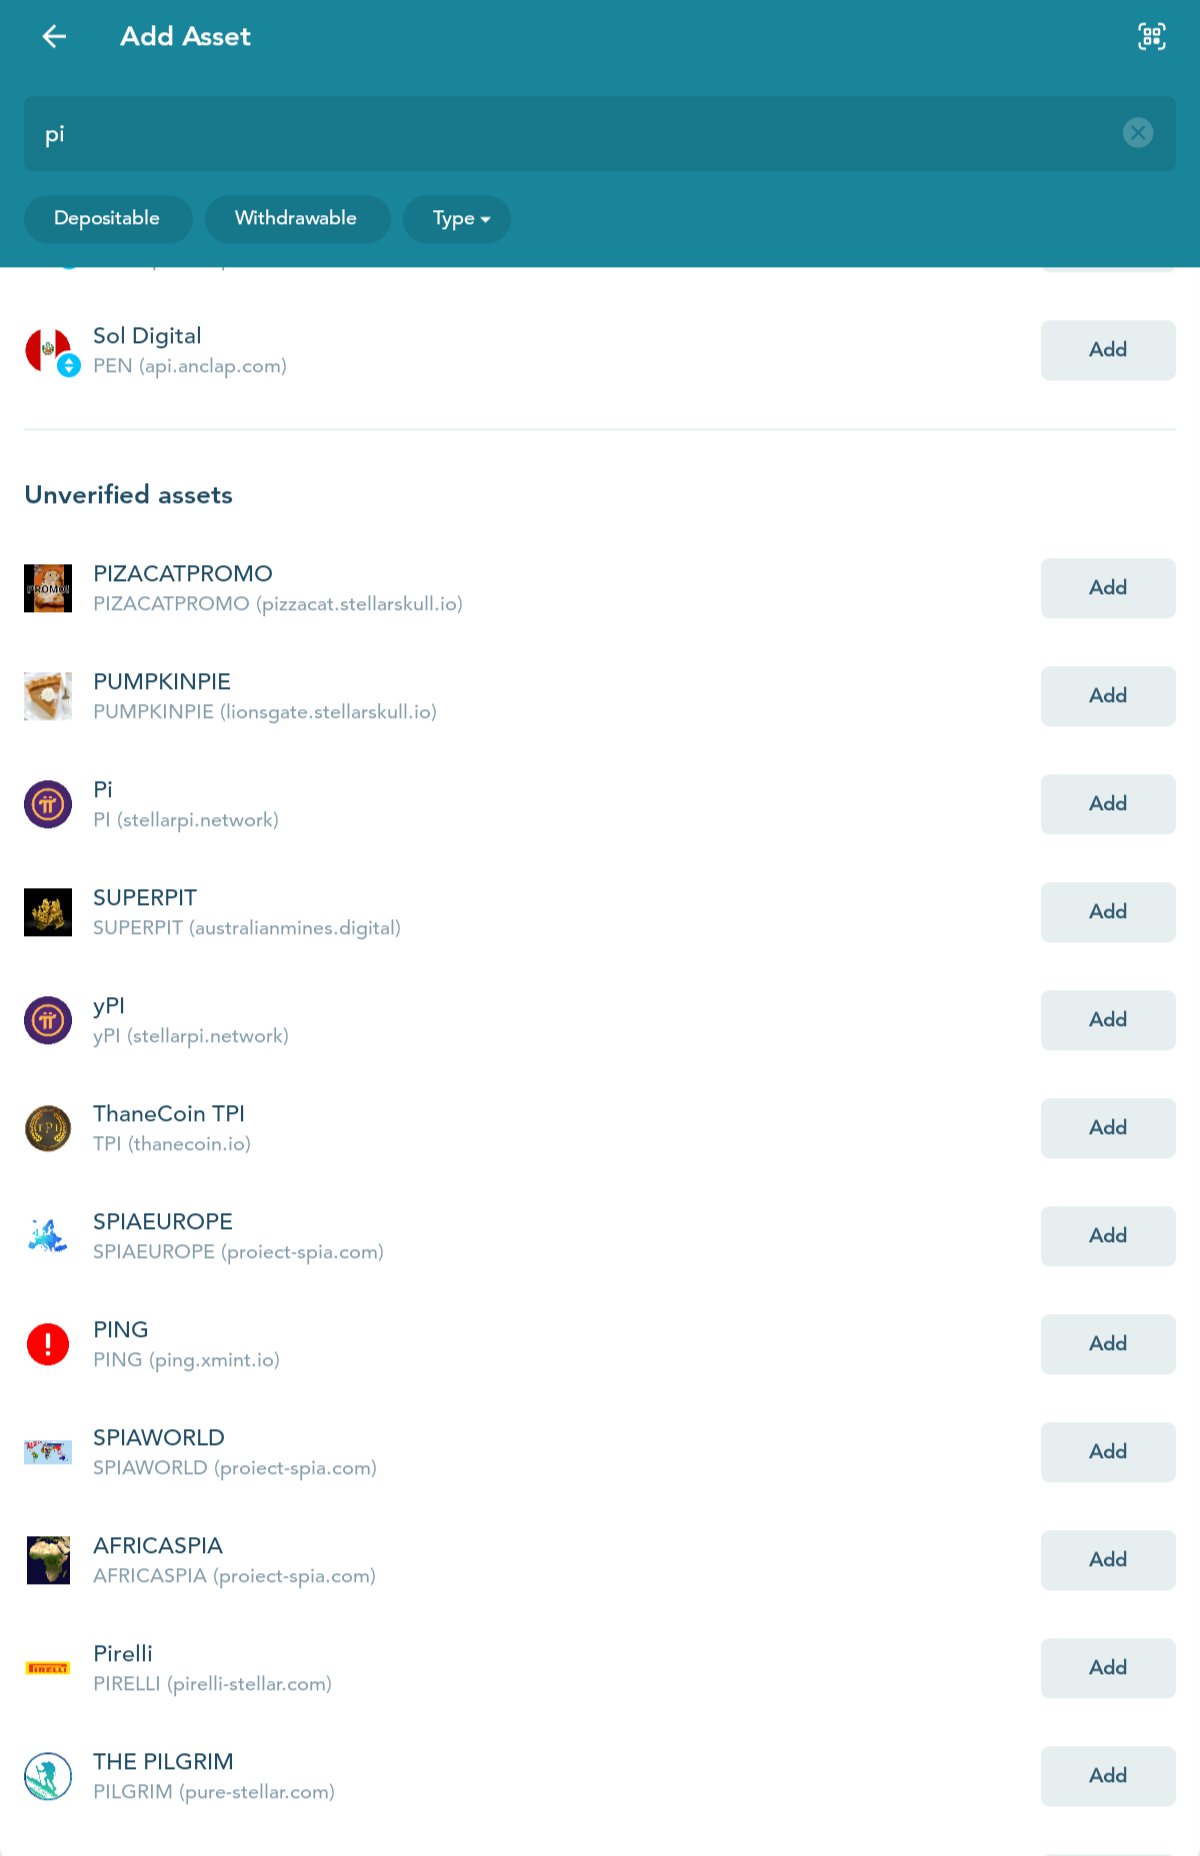 Add Asset
pi
Depositable
Withdrawable
Type
Sol Digital
PEN (api.anclap.com)
Add
Unverified assets
PROMO!
PIZACATPROMO
PIZACATPROMO (pizzacat.stellarskull.io)
Add
PUMPKINPIE
PUMPKINPIE (lionsgate.stellarskull.io)
Add
Pi
PI (stellarpi.network)
Add
SUPERPIT
SUPERPIT (australianmines.digital)
Add
yPI
yPI (stellarpi.network)
Add
TPI
ThaneCoin TPI
TPI (thanecoin.io)
Add
SPIAEUROPE
SPIAEUROPE (proiect-spia.com)
Add
PING
PING (ping.xmint.io)
Add
SPIAWORLD
SPIAWORLD (proiect-spia.com)
Add
AFRICASPIA
AFRICASPIA (proiect-spia.com)
Add
PIRELLI
Pirelli
PIRELLI (pirelli-stellar.com)
Add
THE PILGRIM
PILGRIM (pure-stellar.com)
Add